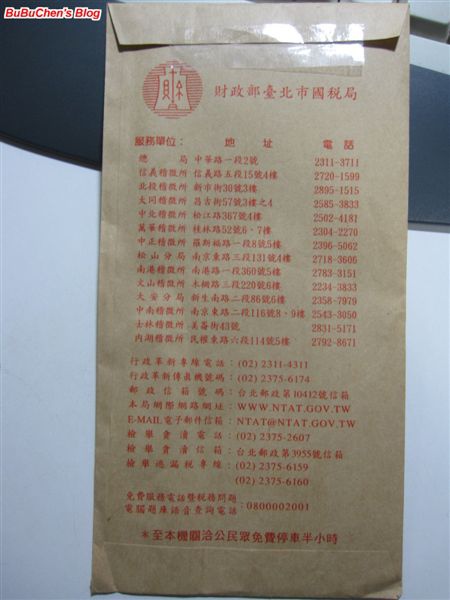 BuBuChen's Blog
財政部臺北市國稅局
服務單位： 地址 電話
總局 中華路一段2號 2311-3711
信義稽徵所 信義路五段15號4樓 2720-1599
北投稽徵所 新市街30號3樓 2895-1515
大同稽徵所 昌吉街57號3樓之4 2585-3833
中北稽徵所 松江路367號4樓 2502-4181
萬華稽徵所 桂林路52號6、7樓 2304-2270
中正稽徵所 羅斯福路一段8號5樓 2396-5062
松山分局 南京東路三段131號4樓 2718-3606
南港稽徵所 南港路一段360號5樓 2783-3151
文山稽徵所 木柵路三段220號6樓 2234-3833
大安分局 新生南路二段86號6樓 2358-7979
中南稽徵所 南京東路二段116號8、9樓 2543-3050
士林稽徵所 美崙街43號 2831-5171
內湖稽徵所 民權東路六段114號5樓 2792-8671
行政革新專線電話：(02) 2311-4311
行政革新傳真機號碼：(02) 2375-6174
郵政信箱號碼：台北郵政第10412號信箱
本局網際網路網址：WWW.NTAT.GOV.TW
E-MAIL電子郵件信箱：NTAT@NTAT.GOV.TW
檢舉貪瀆電話：(02) 2375-2607
檢舉貪瀆信箱：台北郵政第3955號信箱
檢舉逃漏稅專線：(02) 2375-6159
(02) 2375-6160
免費服務電話暨稅務問題
電腦題庫語音查詢電話：0800002001
＊至本機關洽公民眾免費停車半小時